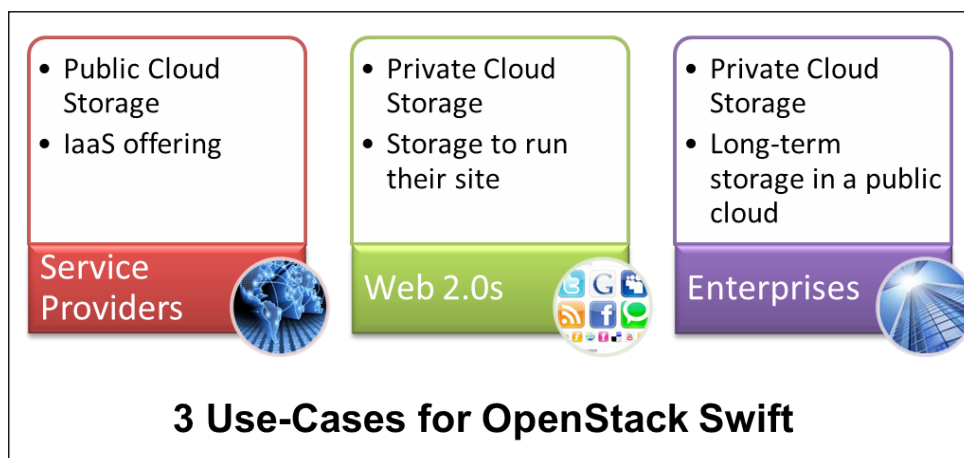 • Public Cloud
Storage
• IaaS offering
Service
Providers
• Private Cloud
Storage
• Storage to run
their site
Web 2.0s
• Private Cloud
Storage
• Long-term
storage in a public
cloud
Enterprises
3 Use-Cases for OpenStack Swift